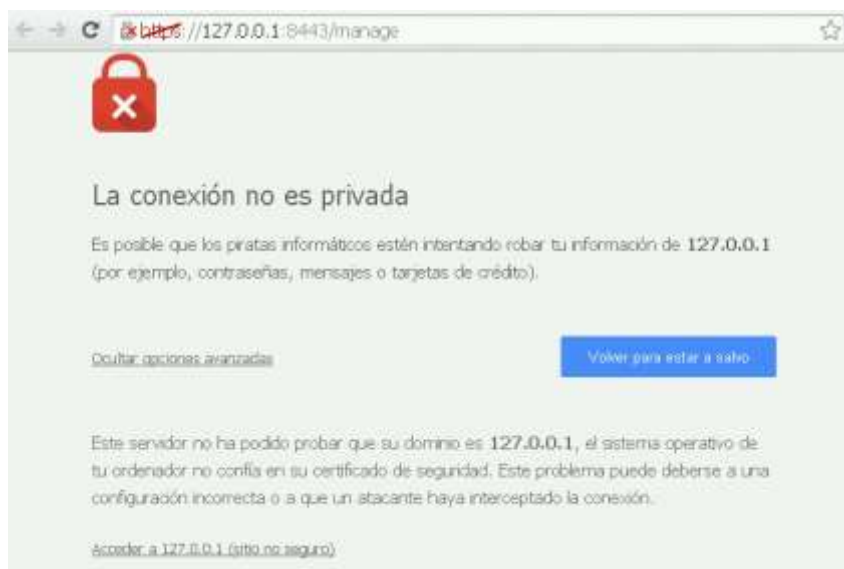 https://127.0.0.1:8443/manage
La conexión no es privada
Es posible que los piratas informáticos estén intentando robar tu información de 127.0.0.1
(por ejemplo, contraseñas, mensajes o tarjetas de crédito).
Ocultar opciones avanzadas
Volver para estar a salvo
Este servidor no ha podido probar que su dominio es 127.0.0.1, el sistema operativo de
tu ordenador no confía en su certificado de seguridad. Este problema puede deberse a una
configuración incorrecta o a que un atacante haya interceptado la conexión.
Acceder a 127.0.0.1 (sitio no seguro)